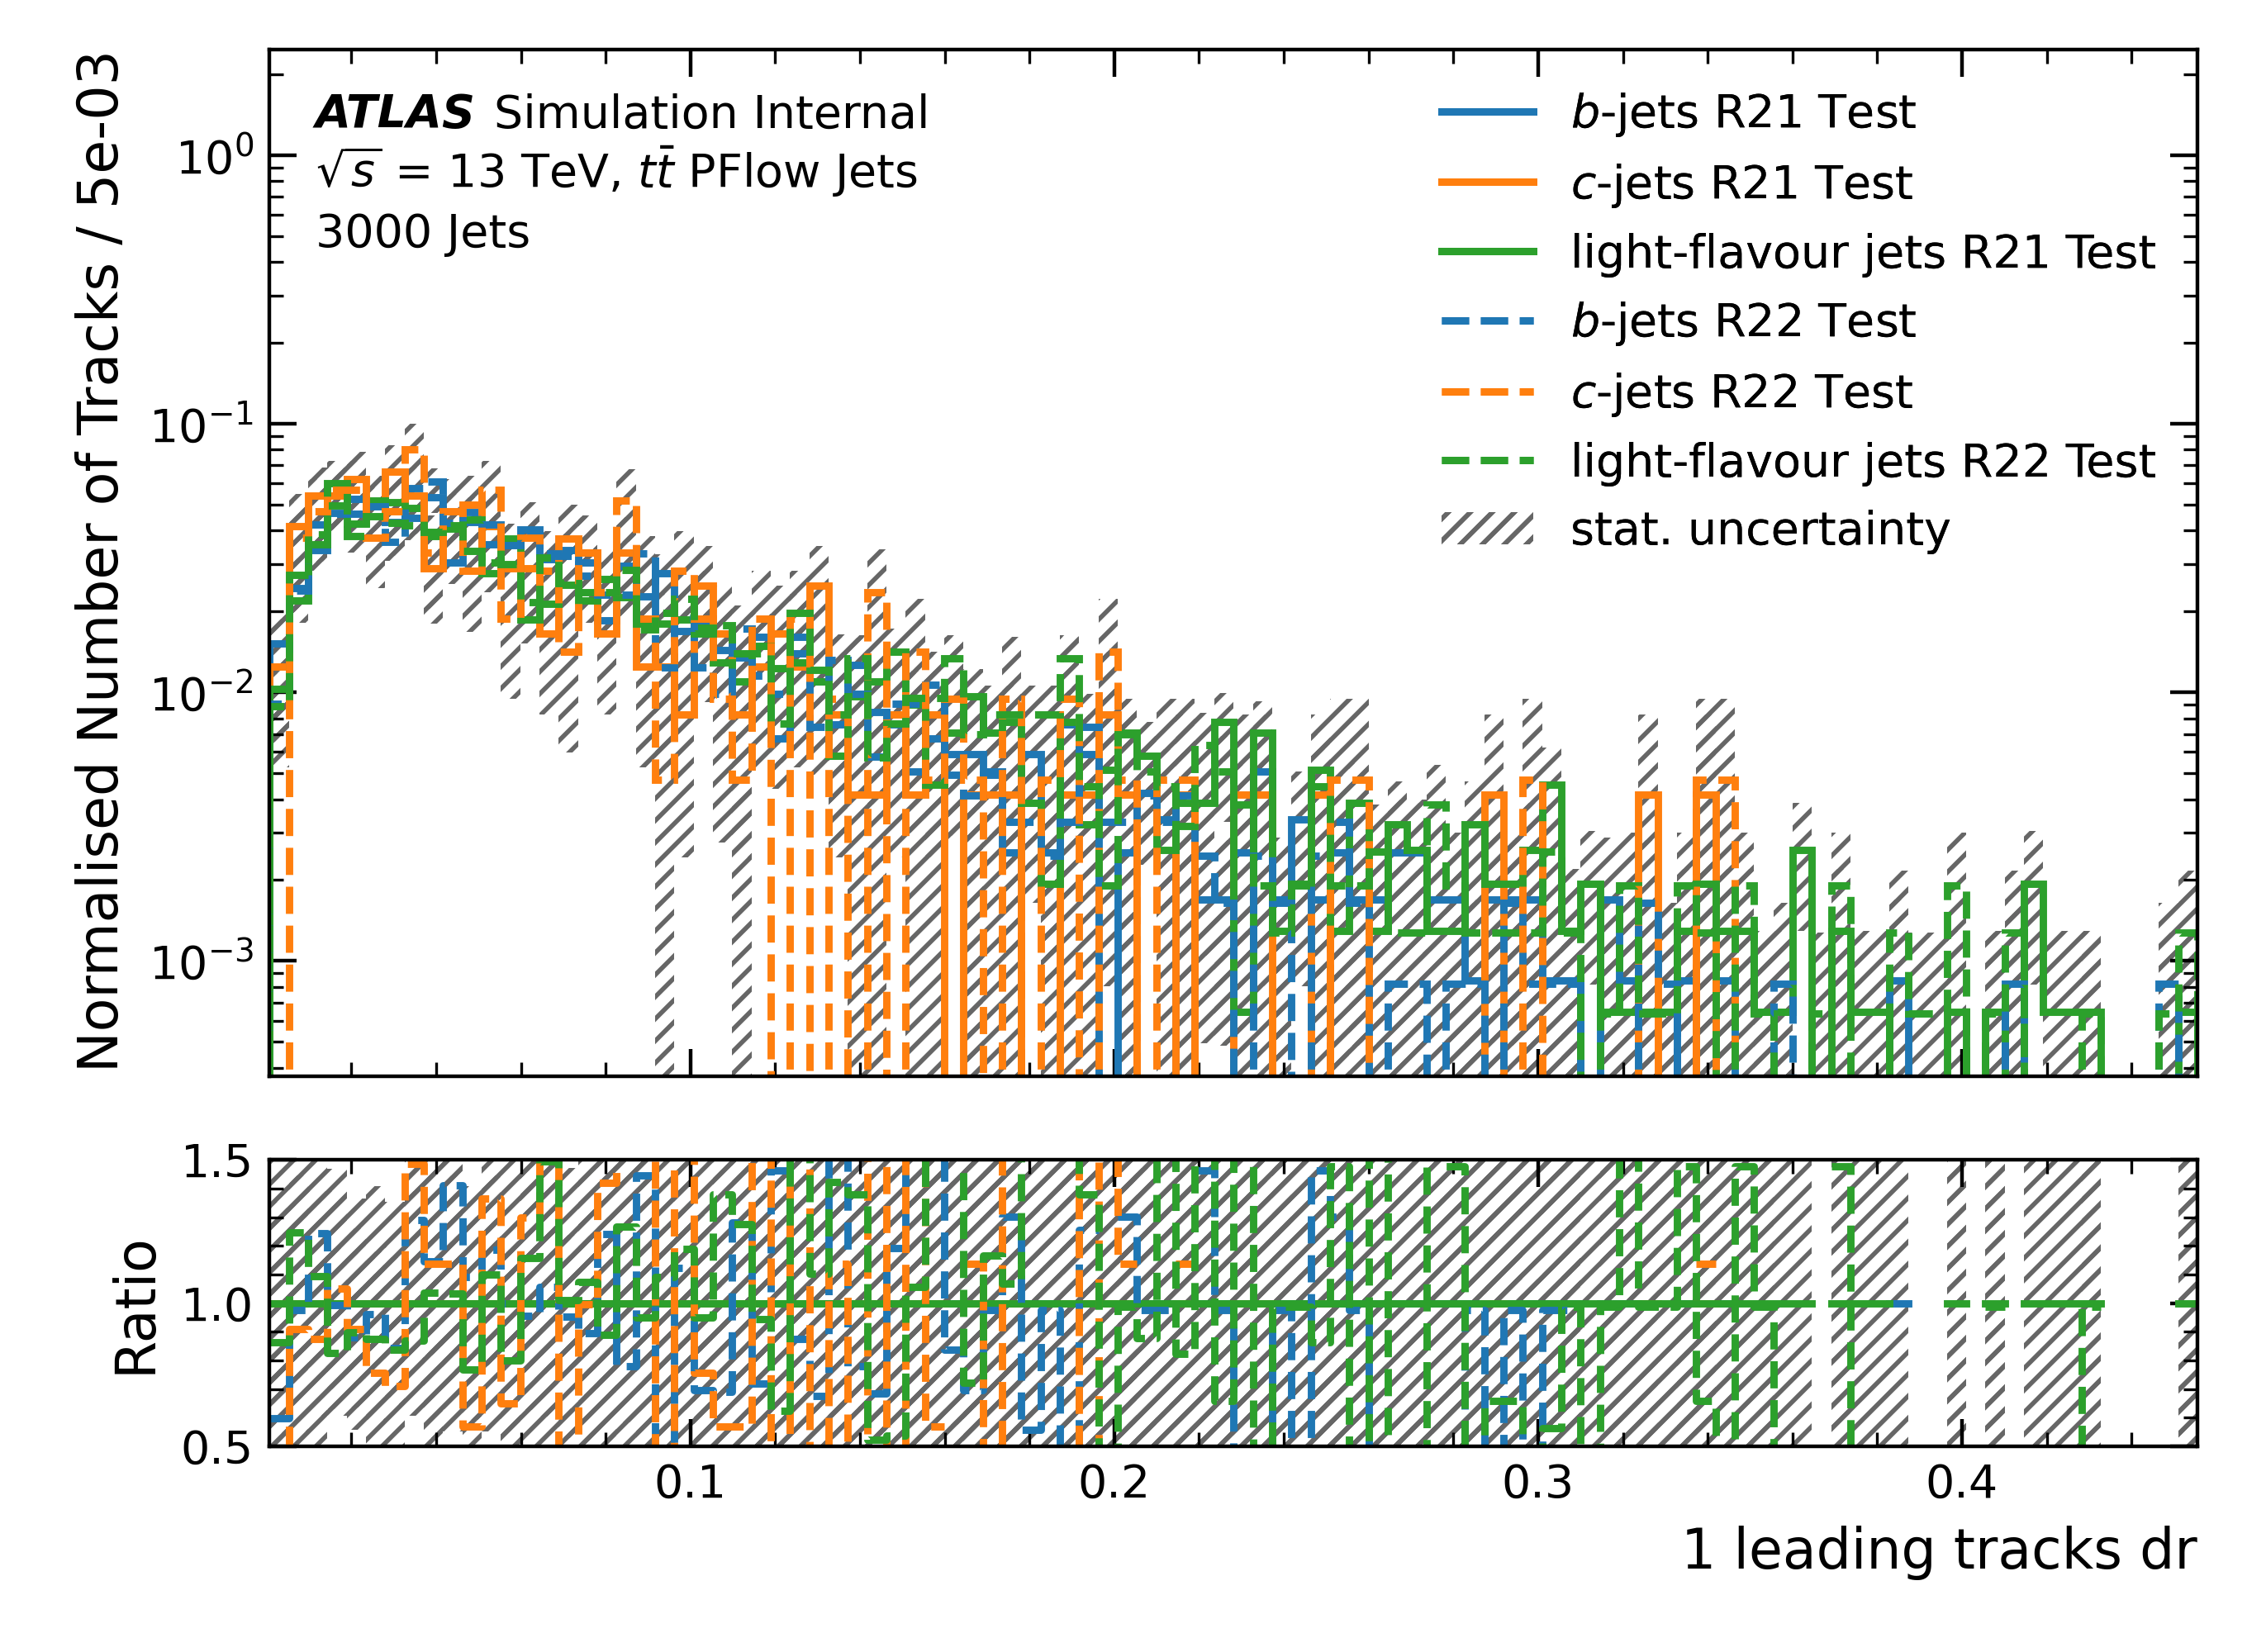 Normalised Number of Tracks / 5e-03
10⁰
10⁻¹
10⁻²
10⁻³
ATLAS Simulation Internal
√s = 13 TeV, tt̄ PFlow Jets
3000 Jets
b-jets R21 Test
c-jets R21 Test
light-flavour jets R21 Test
b-jets R22 Test
c-jets R22 Test
light-flavour jets R22 Test
stat. uncertainty
Ratio
1.5
1.0
0.5
0.1 0.2 0.3 0.4
1 leading tracks dr